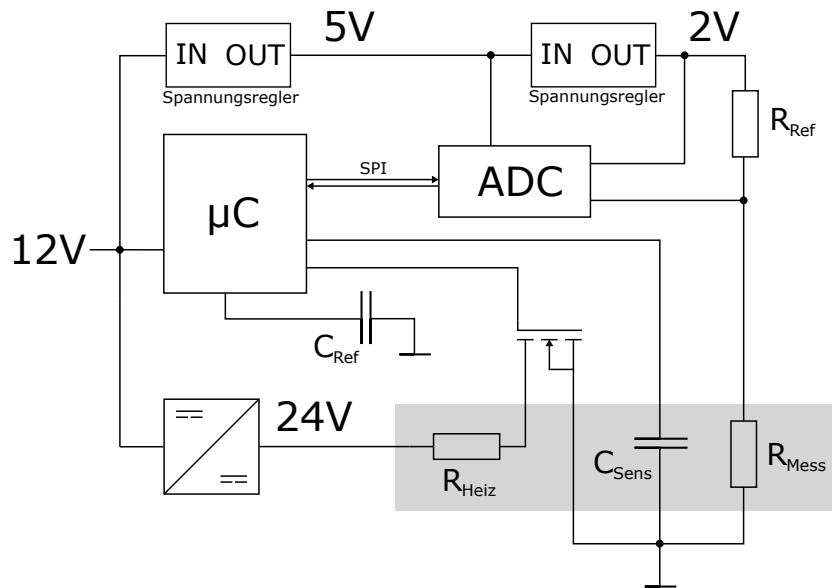 5V
2V
IN OUT
IN OUT
Spannungsregler
Spannungsregler
R_Ref
SPI
ADC
µC
12V
C_Ref
24V
R_Heiz
C_Sens
R_Mess